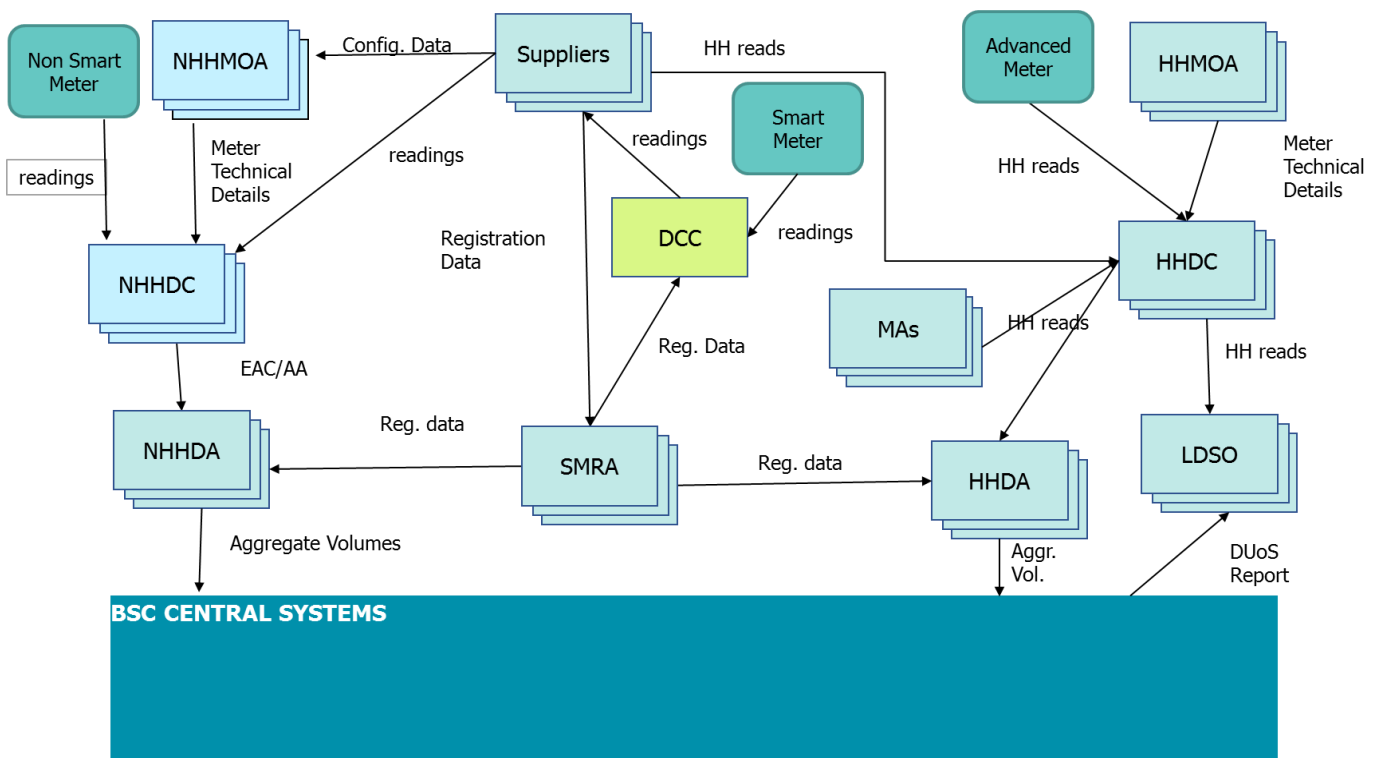 Non Smart
Meter
NHHMOA
Config. Data
Suppliers
HH reads
Advanced
Meter
HHMOA
Smart
Meter
readings
Meter
Technical
Details
readings
readings
HH reads
Meter
Technical
Details
Registration
Data
DCC
readings
NHHDC
HHDC
MAs
HH reads
Reg. Data
HH reads
EAC/AA
NHHDA
Reg. data
SMRA
Reg. data
HHDA
LDSO
Aggregate Volumes
Aggr.
Vol.
DUoS
Report
BSC CENTRAL SYSTEMS